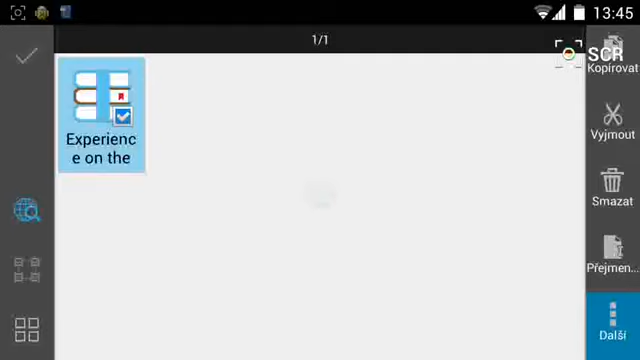 13:45
1/1
SCR
Kopírovat
Experienc
e on the
Vyjmout
Smazat
Přejmen...
Další